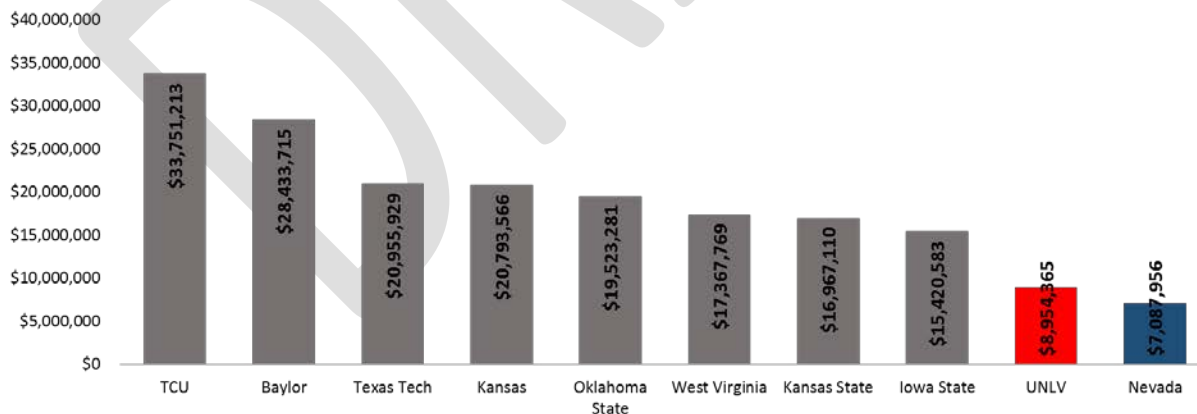 $40,000,000
$35,000,000
$30,000,000
$25,000,000
$20,000,000
$15,000,000
$10,000,000
$5,000,000
$0
$33,751,213
$28,433,715
$20,955,929
$20,793,566
$19,523,281
$17,367,769
$16,967,110
$15,420,583
$8,954,365
$7,087,956
TCU
Baylor
Texas Tech
Kansas
Oklahoma
State
West Virginia
Kansas State
Iowa State
UNLV
Nevada